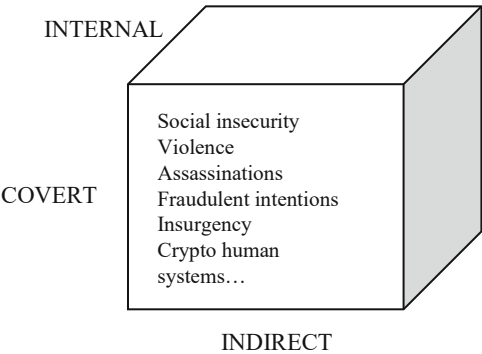 INTERNAL
Social insecurity
Violence
Assassinations
COVERT
Fraudulent intentions
Insurgency
Crypto human
systems…
INDIRECT